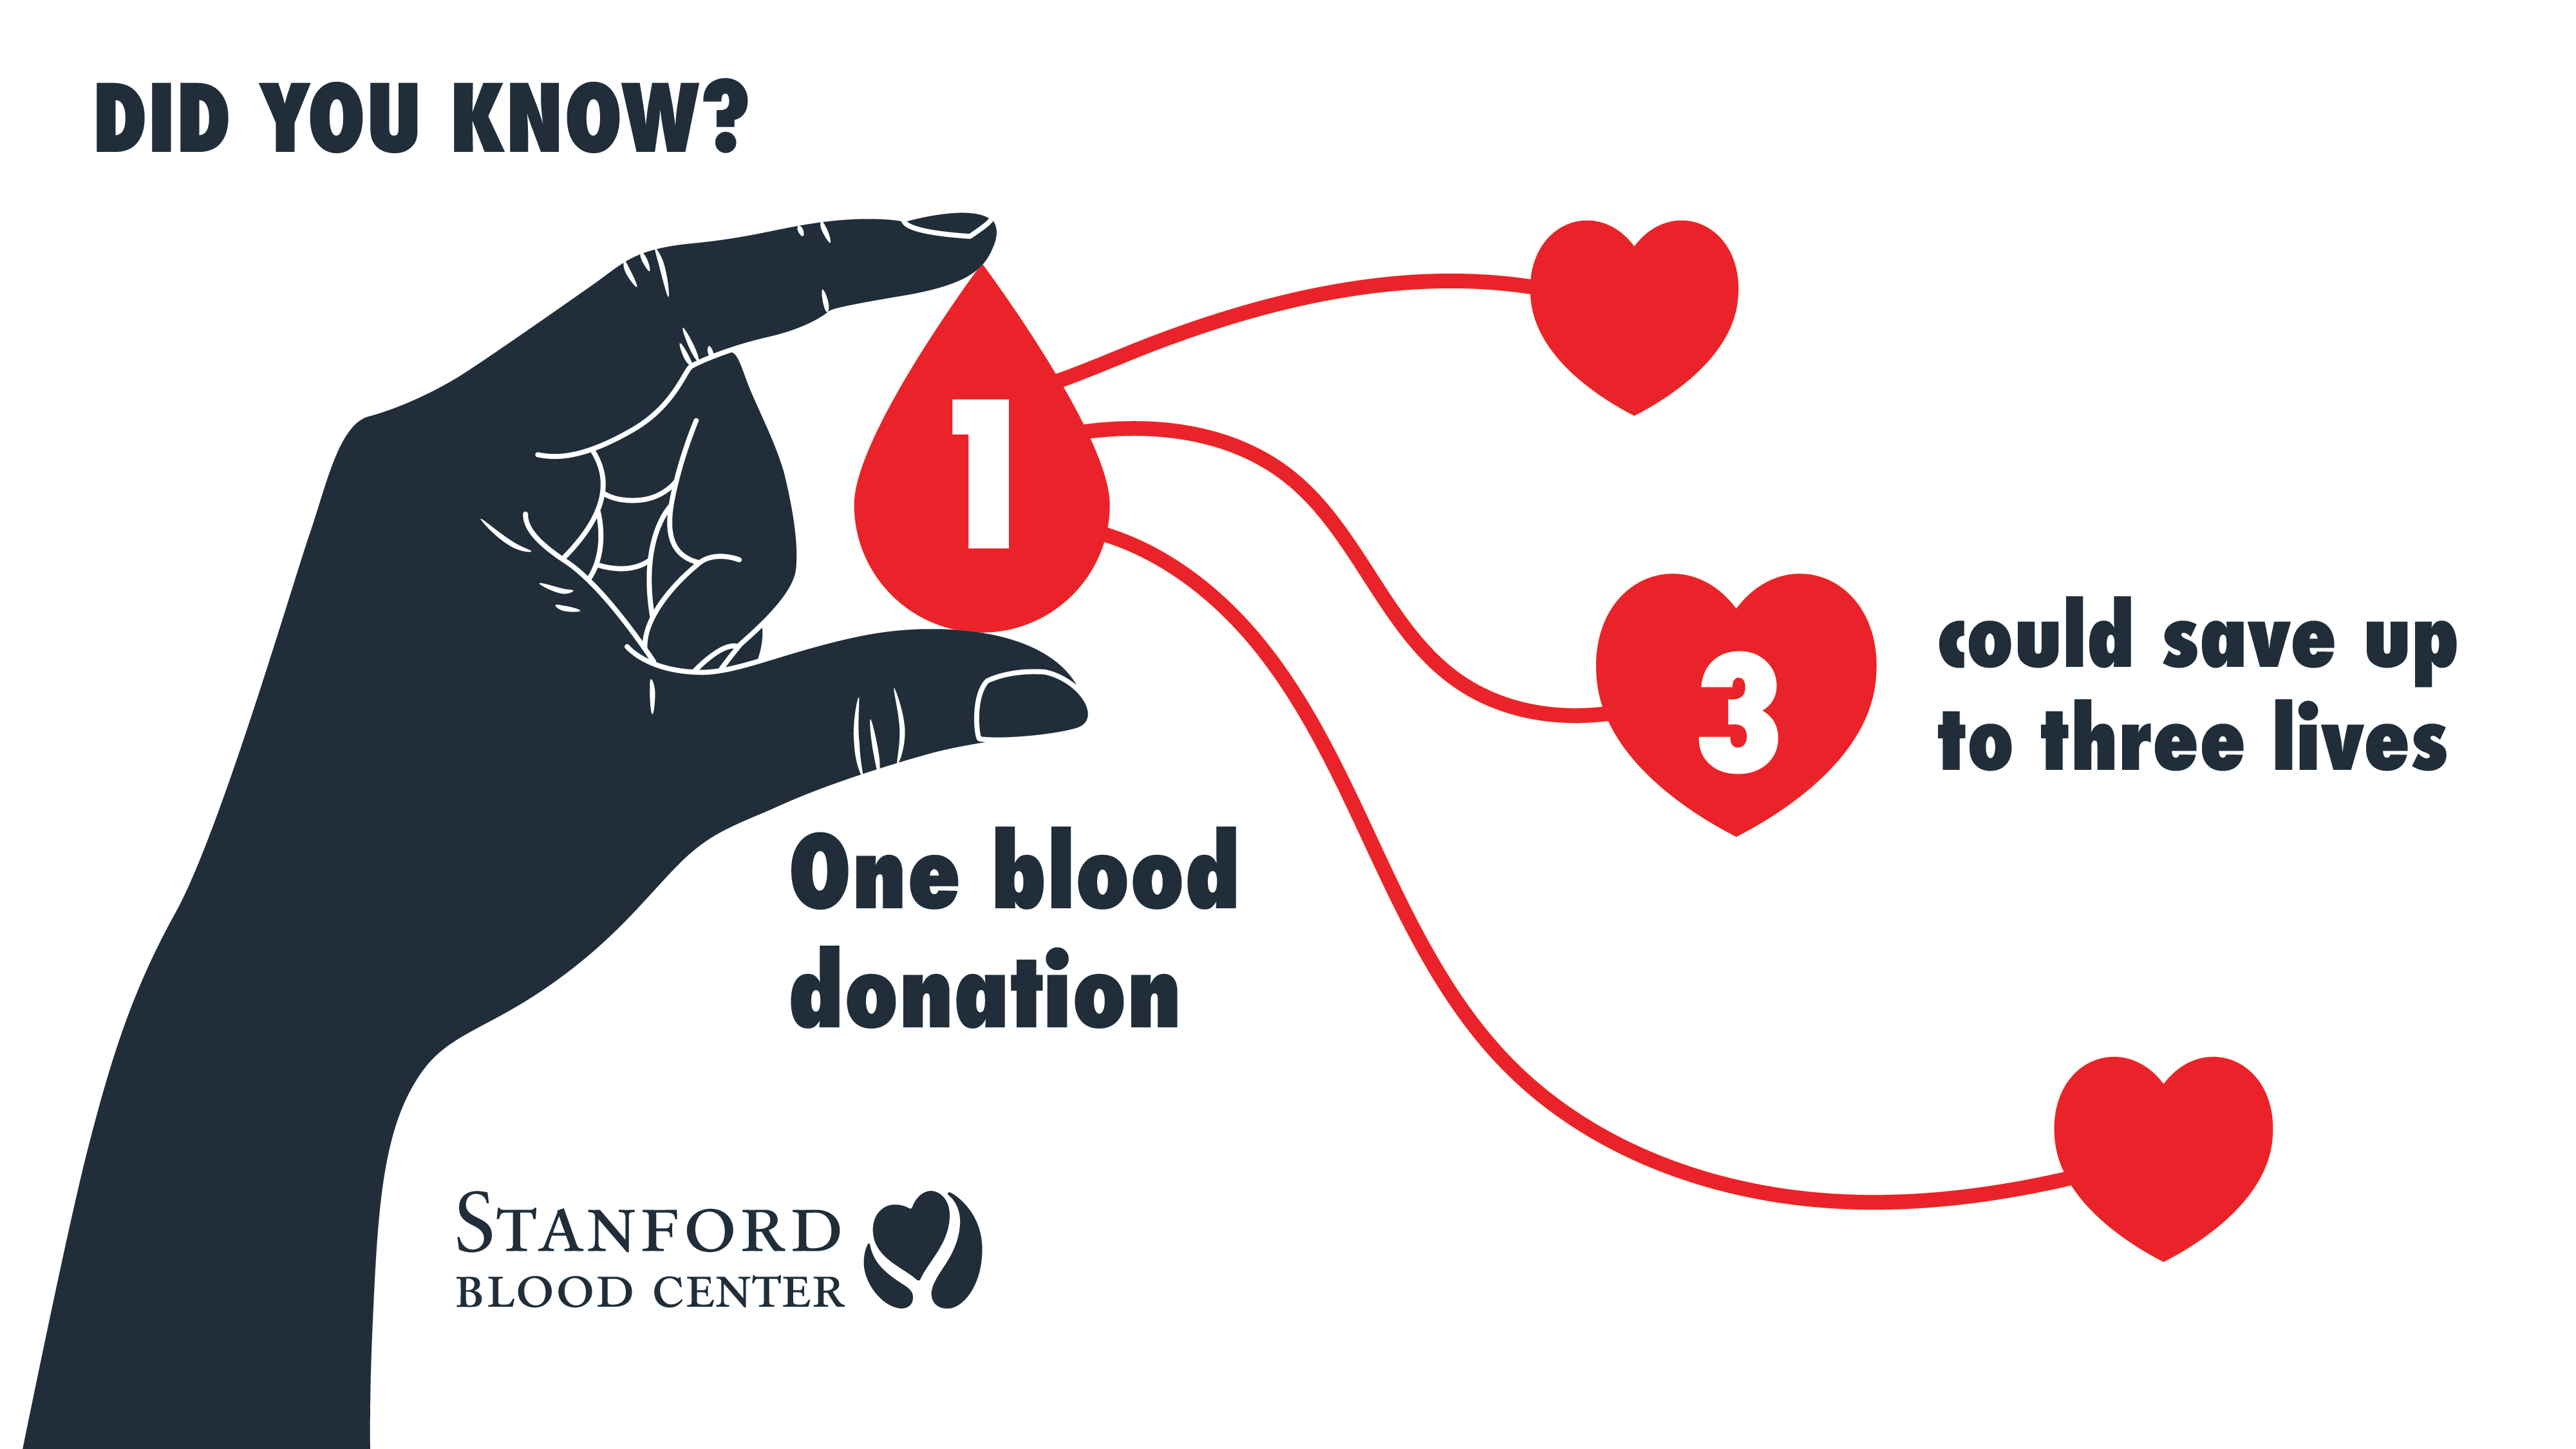 DID YOU KNOW?
1
One blood
donation
3
could save up
to three lives
STANFORD
BLOOD CENTER